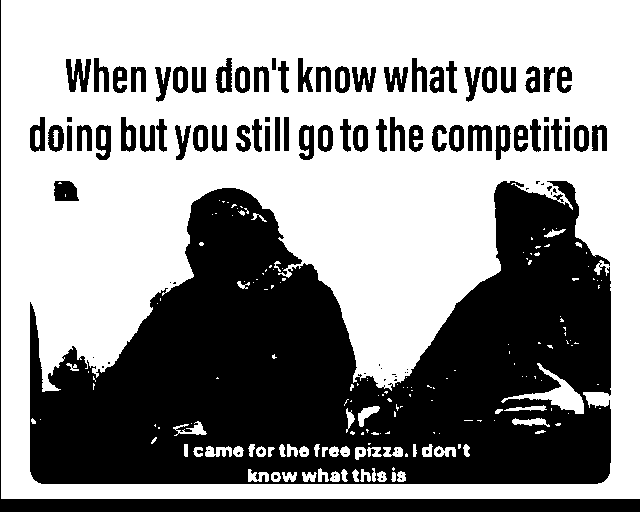 When you don't know what you are
doing but you still go to the competition
I came for the free pizza. I don't
know what this is